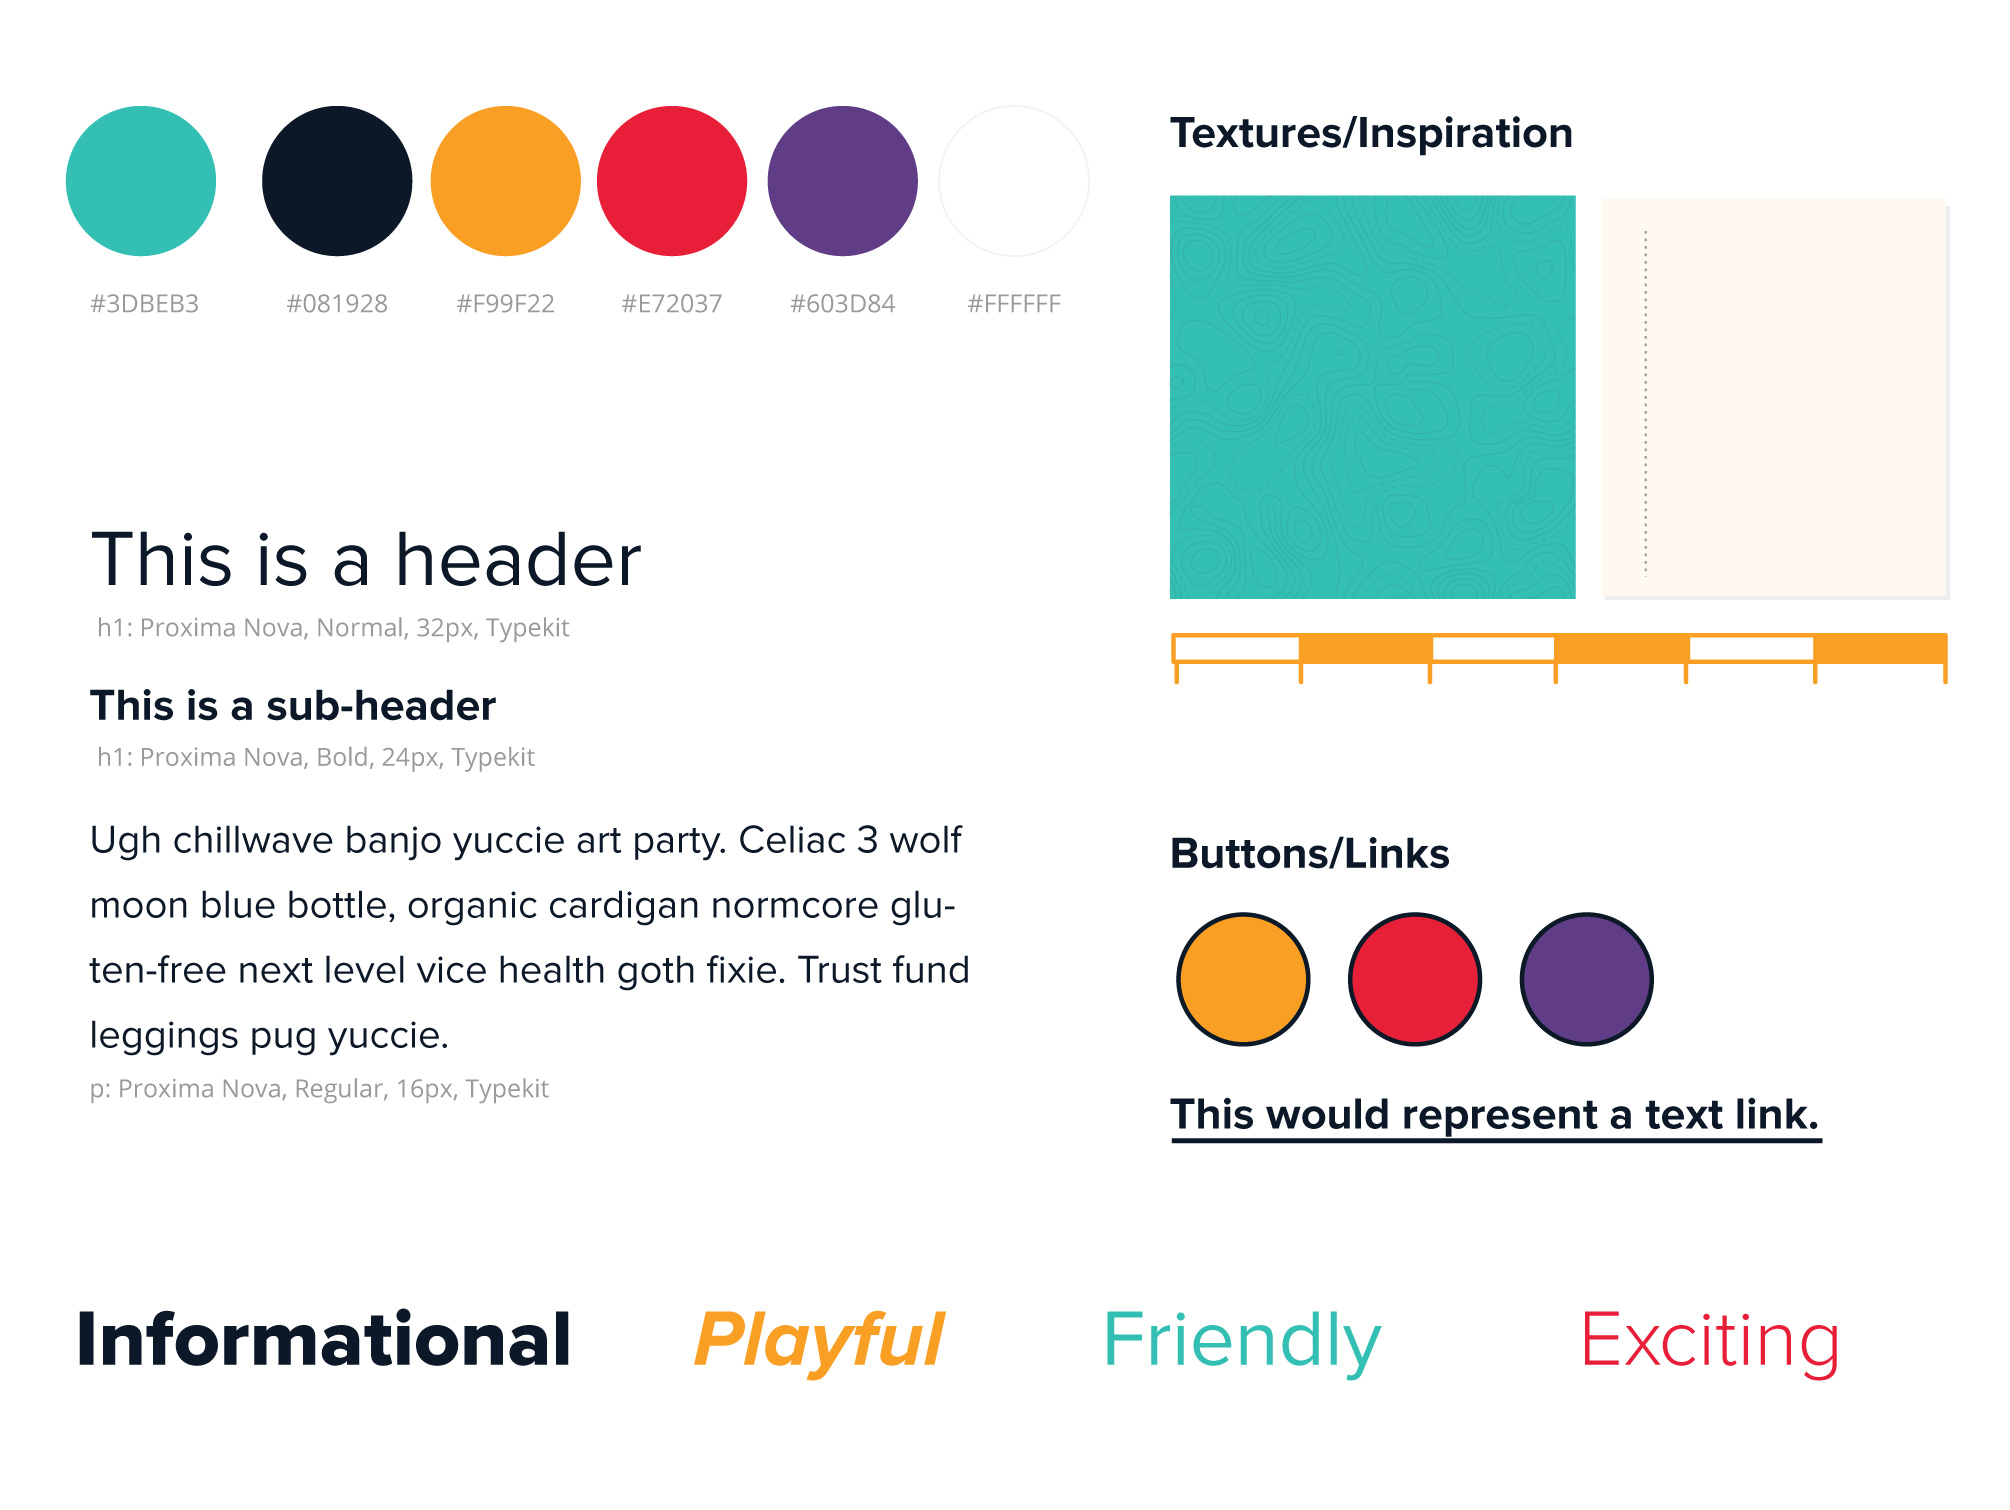 #3DBEB3 #081928 #F99F22 #E72037 #603D84 #FFFFFF
This is a header
h1: Proxima Nova, Normal, 32px, Typekit
This is a sub-header
h1: Proxima Nova, Bold, 24px, Typekit
Ugh chillwave banjo yuccie art party. Celiac 3 wolf
moon blue bottle, organic cardigan normcore glu-
ten-free next level vice health goth fixie. Trust fund
leggings pug yuccie.
p: Proxima Nova, Regular, 16px, Typekit
Textures/Inspiration
Buttons/Links
This would represent a text link.
Informational Playful Friendly Exciting